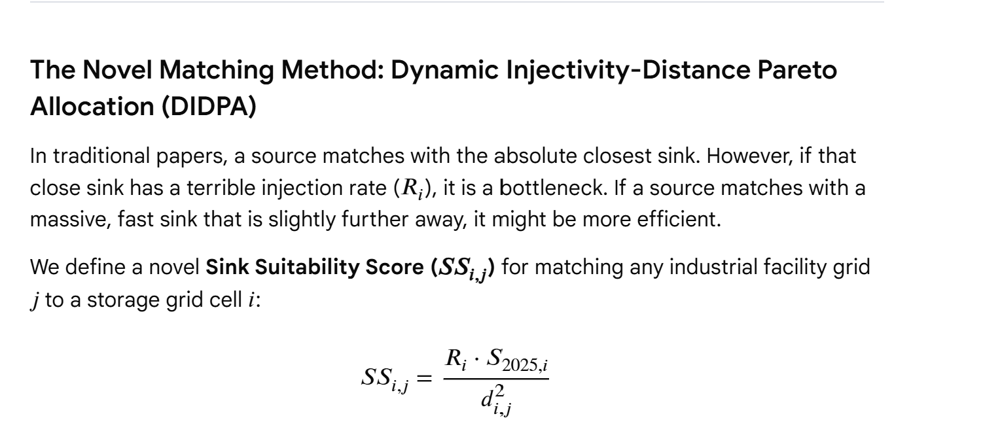 The Novel Matching Method: Dynamic Injectivity-Distance Pareto
Allocation (DIDPA)
In traditional papers, a source matches with the absolute closest sink. However, if that
close sink has a terrible injection rate (R_i), it is a bottleneck. If a source matches with a
massive, fast sink that is slightly further away, it might be more efficient.
We define a novel Sink Suitability Score (SS_{i,j}) for matching any industrial facility grid
j to a storage grid cell i:
SS_{i,j} = \frac{R_i · S_{2025,i}}{d_{i,j}^2}